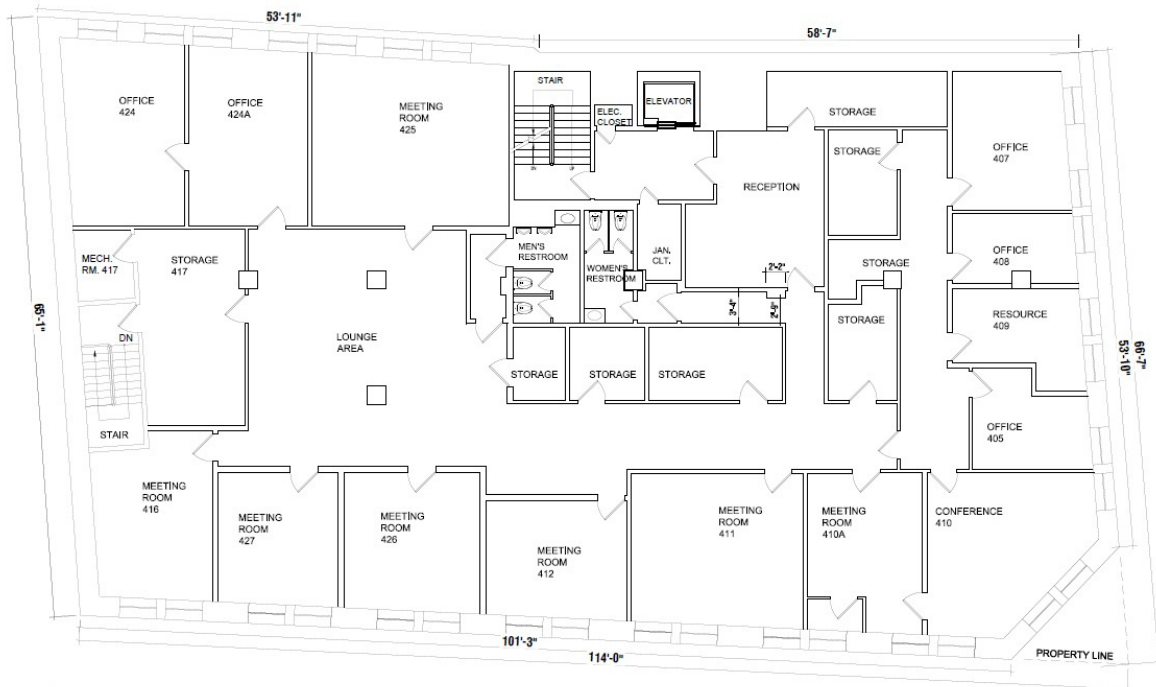 53'-11"
58'-7"
STAIR
ELEVATOR
ELEC.
CLOSET
STORAGE
OFFICE
424
OFFICE
424A
MEETING
ROOM
425
DN
UP
STORAGE
OFFICE
407
RECEPTION
MECH.
RM. 417
STORAGE
417
MEN'S
RESTROOM
WOMEN'S
RESTROOM
JAN.
CLT.
2'-2"
STORAGE
OFFICE
408
65'-1"
3'-4"
2'-9"
STORAGE
RESOURCE
409
DN
LOUNGE
AREA
66'-7"
53'-10"
STORAGE
STORAGE
STORAGE
STAIR
OFFICE
405
MEETING
ROOM
416
MEETING
ROOM
427
MEETING
ROOM
426
MEETING
ROOM
412
MEETING
ROOM
411
MEETING
ROOM
410A
CONFERENCE
410
101'-3"
114'-0"
PROPERTY LINE